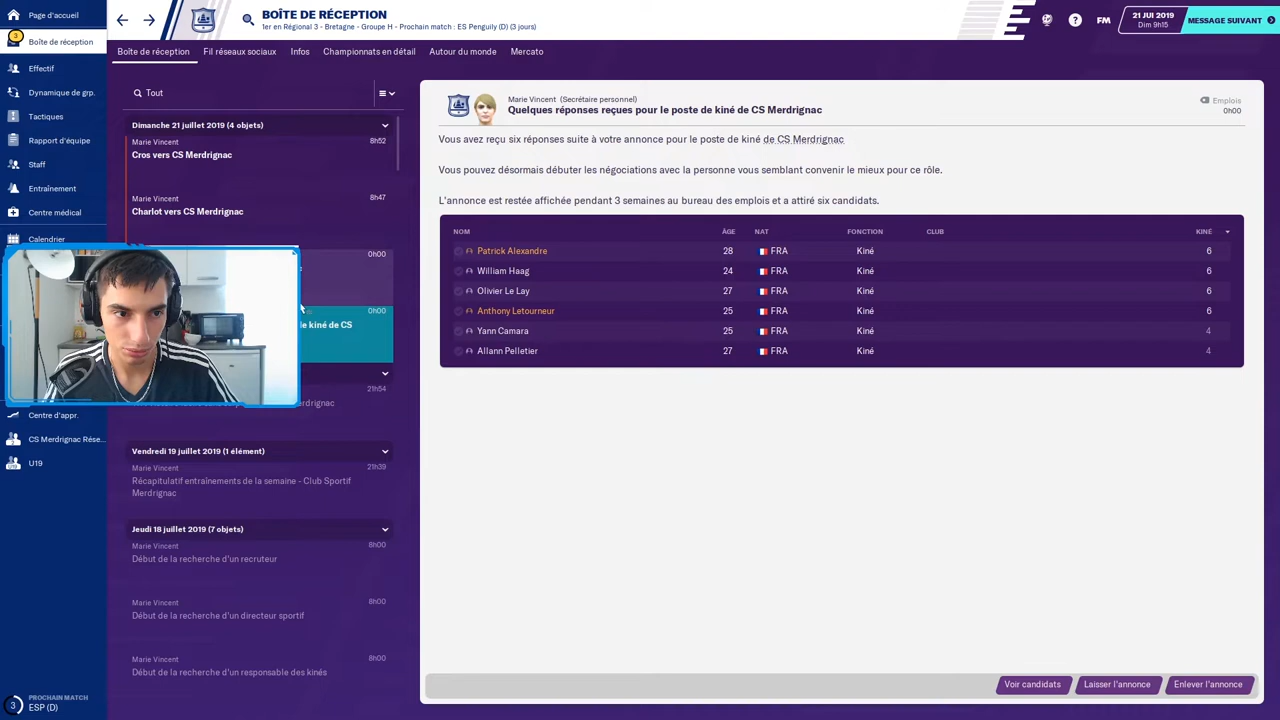 Page d'accueil
3
Boîte de réception
Effectif
Dynamique de grp.
Tactiques
Rapport d'équipe
Staff
Entraînement
Centre médical
Calendrier
Centre d'appr.
CS Merdrignac Rése...
U19
3
PROCHAIN MATCH
ESP (D)
BOÎTE DE RÉCEPTION
1er en Régional 3 - Bretagne - Groupe H - Prochain match : ES Penguily (D) (3 jours)
FM
21 JUI 2019
Dim 9h15
MESSAGE SUIVANT
Boîte de réception
Fil réseaux sociaux
Infos
Championnats en détail
Autour du monde
Mercato
Tout
Dimanche 21 juillet 2019 (4 objets)
Marie Vincent 8h52
Cros vers CS Merdrignac
Marie Vincent 8h47
Charlot vers CS Merdrignac
0h00
0h00
de kiné de CS
21h54
Merdrignac
Vendredi 19 juillet 2019 (1 élément)
Marie Vincent 21h39
Récapitulatif entraînements de la semaine - Club Sportif
Merdrignac
Jeudi 18 juillet 2019 (7 objets)
Marie Vincent 8h00
Début de la recherche d'un recruteur
Marie Vincent 8h00
Début de la recherche d'un directeur sportif
Marie Vincent 8h00
Début de la recherche d'un responsable des kinés
Marie Vincent (Secrétaire personnel)
Quelques réponses reçues pour le poste de kiné de CS Merdrignac
Emplois
0h00
Vous avez reçu six réponses suite à votre annonce pour le poste de kiné de CS Merdrignac
Vous pouvez désormais débuter les négociations avec la personne vous semblant convenir le mieux pour ce rôle.
L'annonce est restée affichée pendant 3 semaines au bureau des emplois et a attiré six candidats.
NOM ÂGE NAT FONCTION CLUB KINÉ
Patrick Alexandre 28 FRA Kiné 6
William Haag 24 FRA Kiné 6
Olivier Le Lay 27 FRA Kiné 6
Anthony Letourneur 25 FRA Kiné 6
Yann Camara 25 FRA Kiné 4
Allann Pelletier 27 FRA Kiné 4
Voir candidats
Laisser l'annonce
Enlever l'annonce